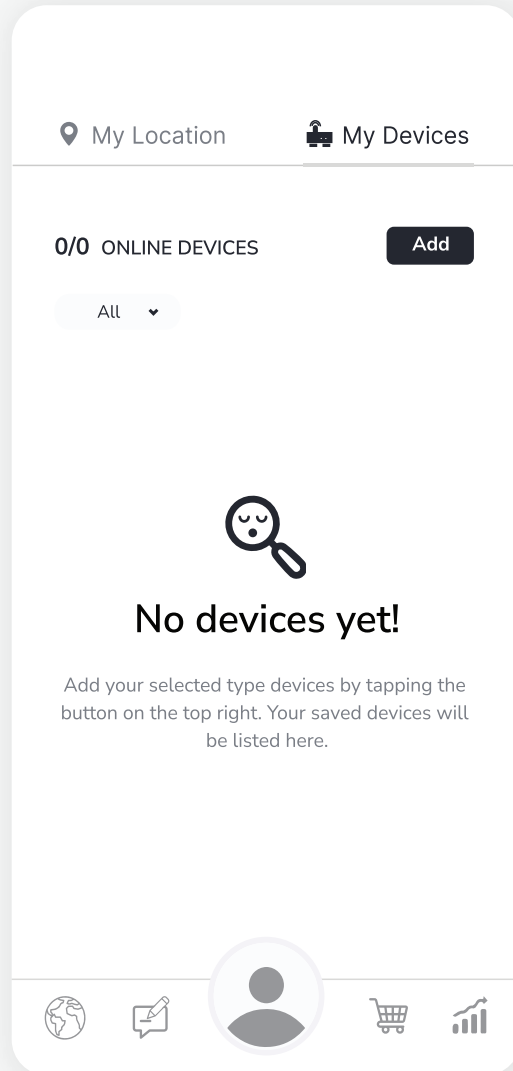 My Location
My Devices
0/0 ONLINE DEVICES
Add
All
No devices yet!
Add your selected type devices by tapping the
button on the top right. Your saved devices will
be listed here.